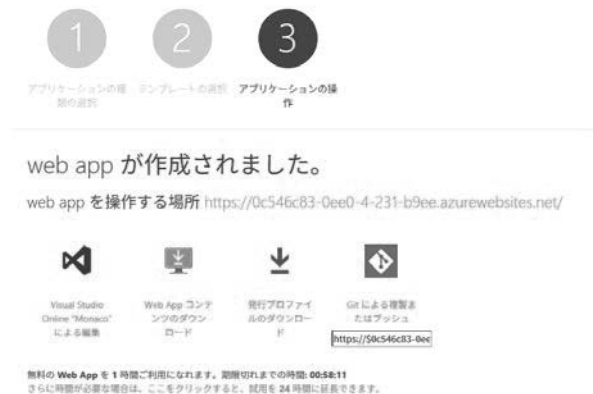 1
2
3
アプリケーションの種
類の選択
テンプレートの選択
アプリケーションの操
作
web app が作成されました。
web app を操作する場所 https://0c546c83-0ee0-4-231-b9ee.azurewebsites.net/
Visual Studio
Online "Monaco"
による編集
Web App コンテ
ンツのダウン
ロード
発行プロファイ
ルのダウンロー
ド
Git による複製ま
たはプッシュ
https://$0c546c83-0ee
無料の Web App を 1 時間ご利用になれます。期限切れまでの時間: 00:58:11
さらに時間が必要な場合は、ここをクリックすると、試用を 24 時間に延長できます。